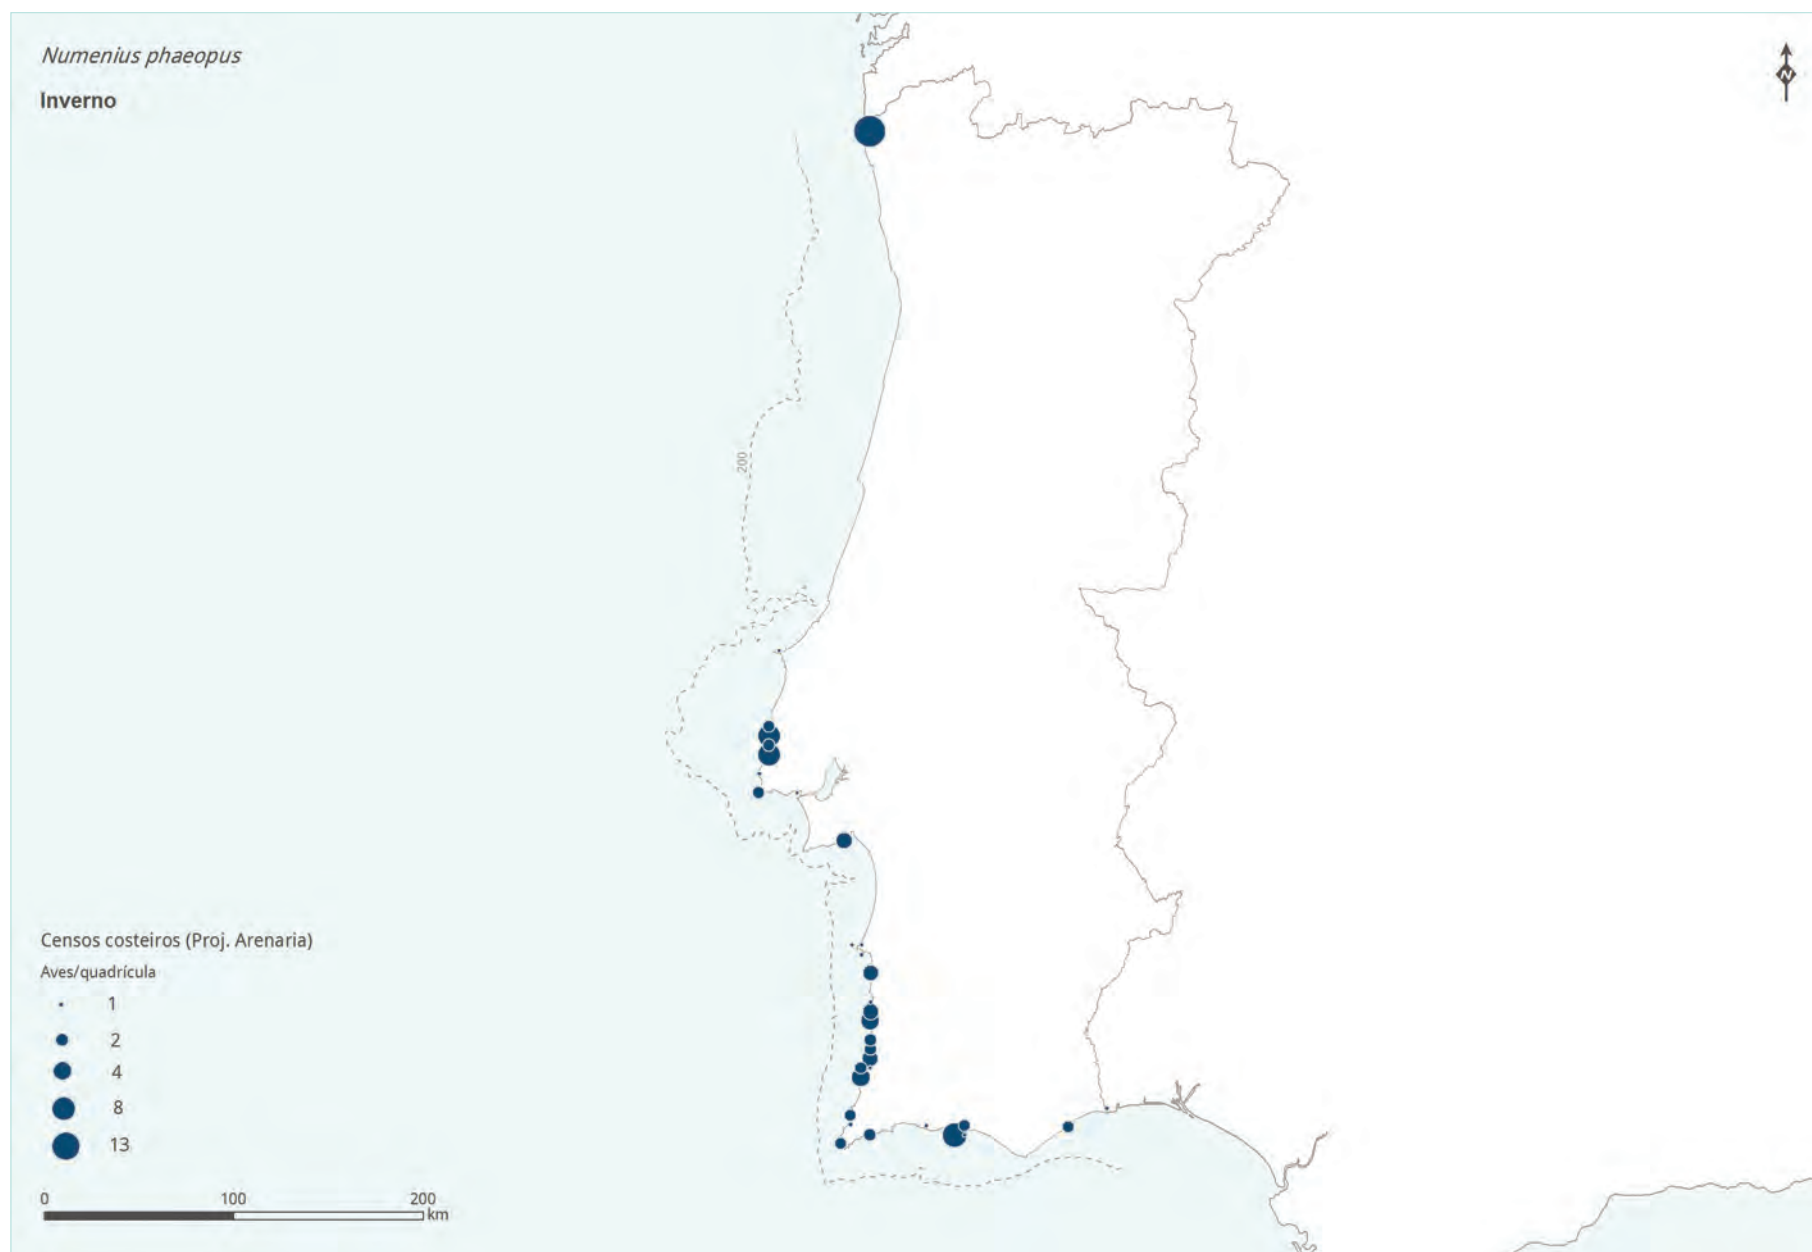 Numenius phaeopus
Inverno
N
200
Censos costeiros (Proj. Arenaria)
Aves/quadrícula
1
2
4
8
13
0 100 200
km